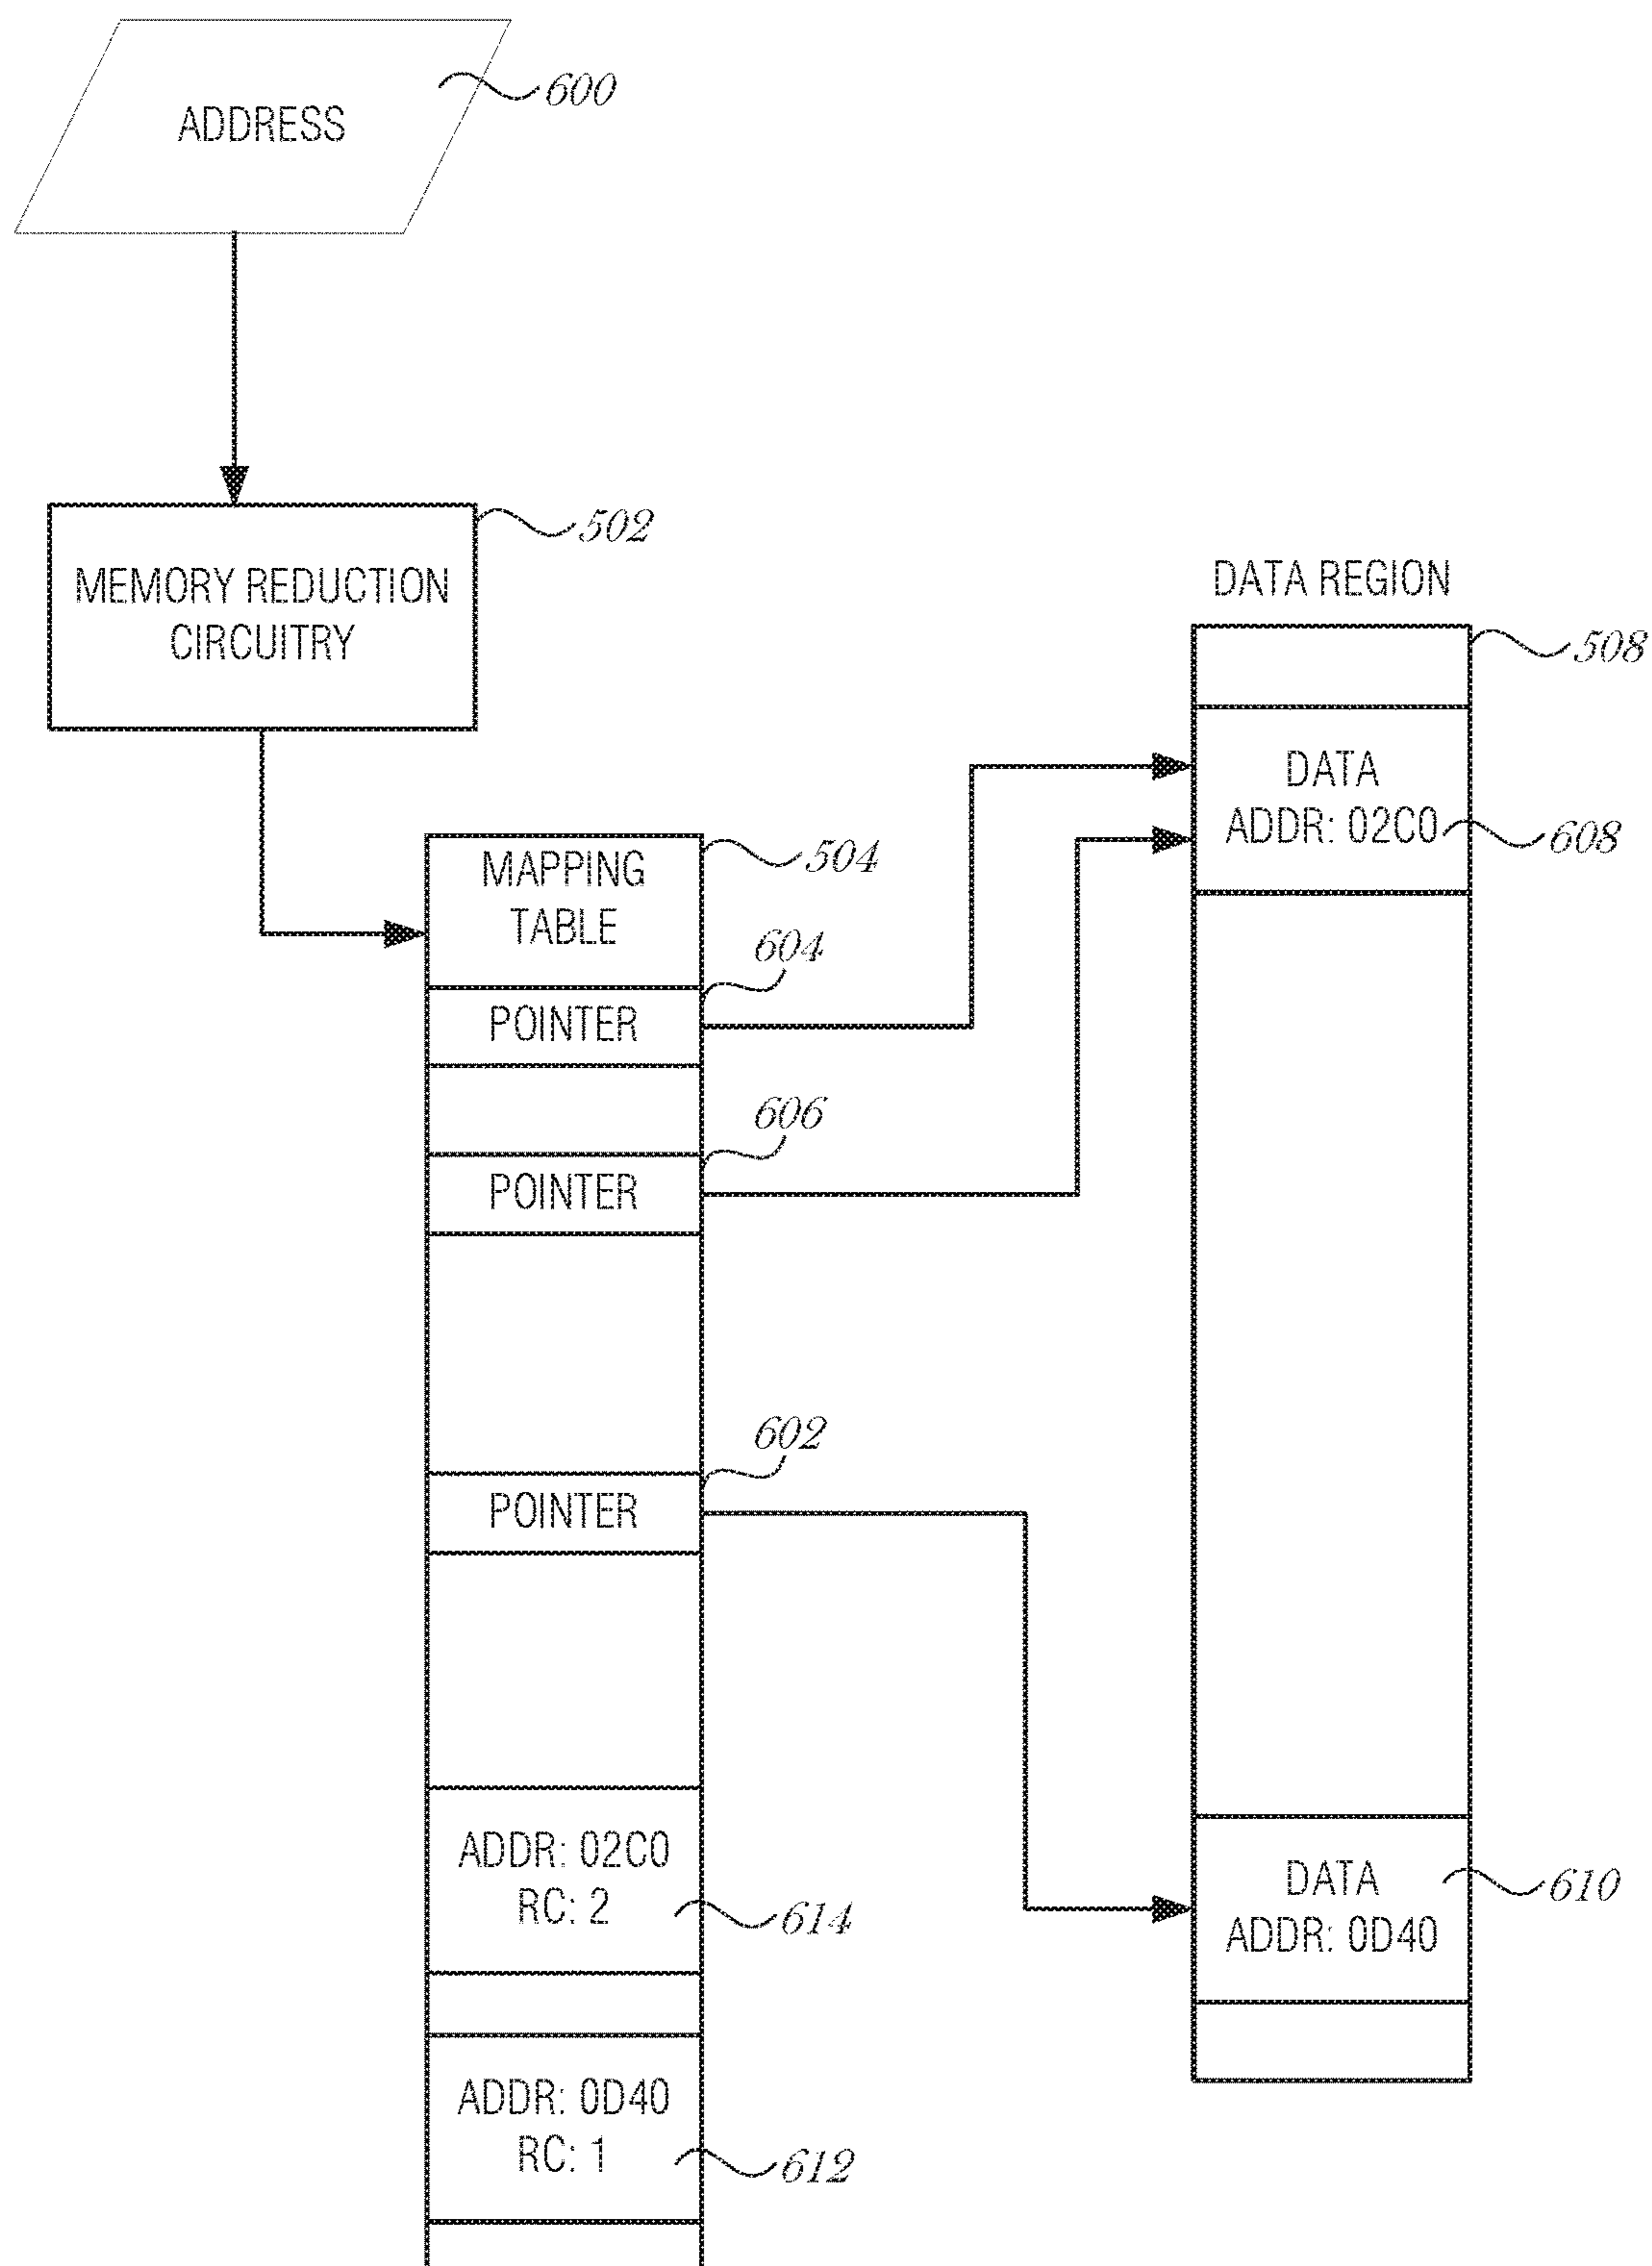 ADDRESS
600
MEMORY REDUCTION
CIRCUITRY
502
DATA REGION
508
DATA
ADDR: 02C0
608
MAPPING
TABLE
504
604
POINTER
606
POINTER
602
POINTER
ADDR: 02C0
RC: 2
614
DATA
ADDR: 0D40
610
ADDR: 0D40
RC: 1
612